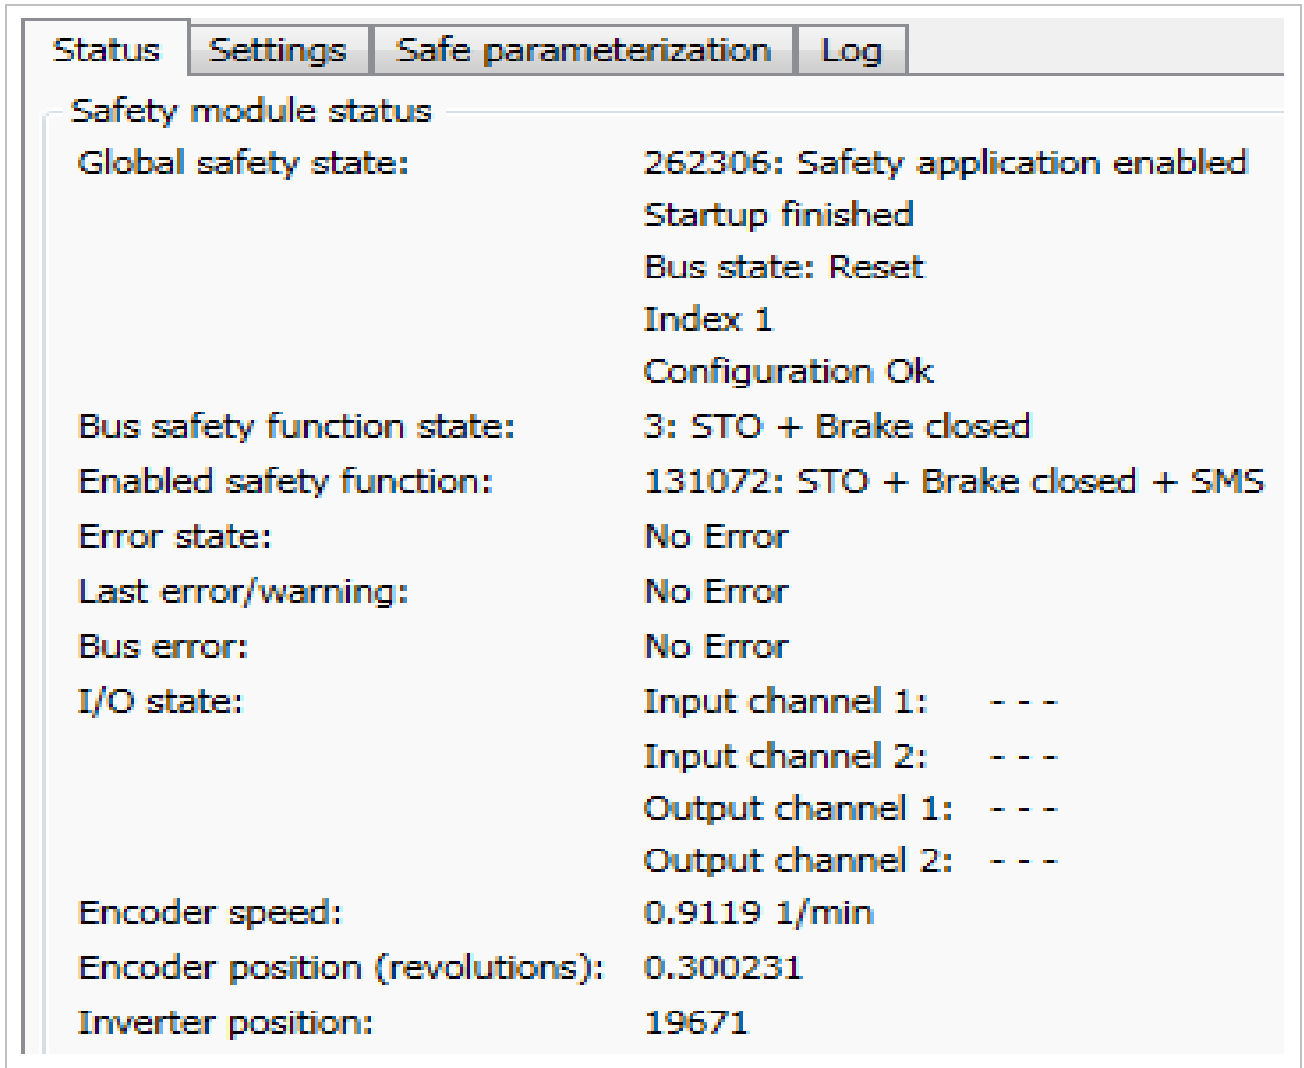 Status Settings Safe parameterization Log
Safety module status
Global safety state: 262306: Safety application enabled
Startup finished
Bus state: Reset
Index 1
Configuration Ok
Bus safety function state: 3: STO + Brake closed
Enabled safety function: 131072: STO + Brake closed + SMS
Error state: No Error
Last error/warning: No Error
Bus error: No Error
I/O state: Input channel 1: - - -
Input channel 2: - - -
Output channel 1: - - -
Output channel 2: - - -
Encoder speed: 0.9119 1/min
Encoder position (revolutions): 0.300231
Inverter position: 19671